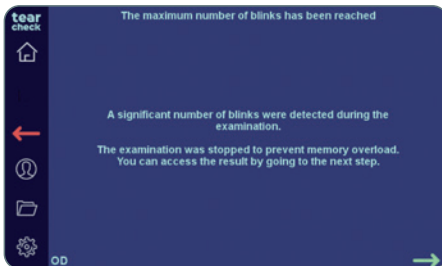 tear
check
The maximum number of blinks has been reached
A significant number of blinks were detected during the
examination.
The examination was stopped to prevent memory overload.
You can access the result by going to the next step.
OD